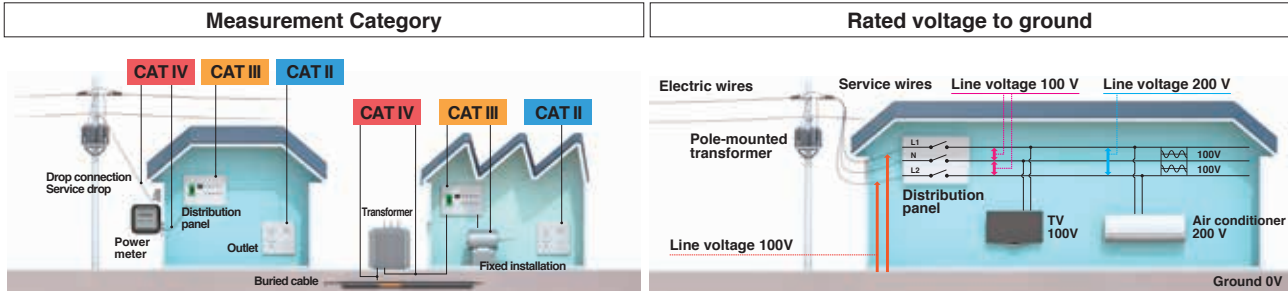 Measurement Category
CAT IV
CAT III
CAT II
CAT IV
CAT III
CAT II
Drop connection
Service drop
Distribution
panel
Transformer
Power
meter
Outlet
Fixed installation
Buried cable
Rated voltage to ground
Electric wires
Service wires
Line voltage 100 V
Line voltage 200 V
Pole-mounted
transformer
L1
N
L2
100V
100V
Distribution
panel
TV
100V
Air conditioner
200 V
Line voltage 100V
Ground 0V